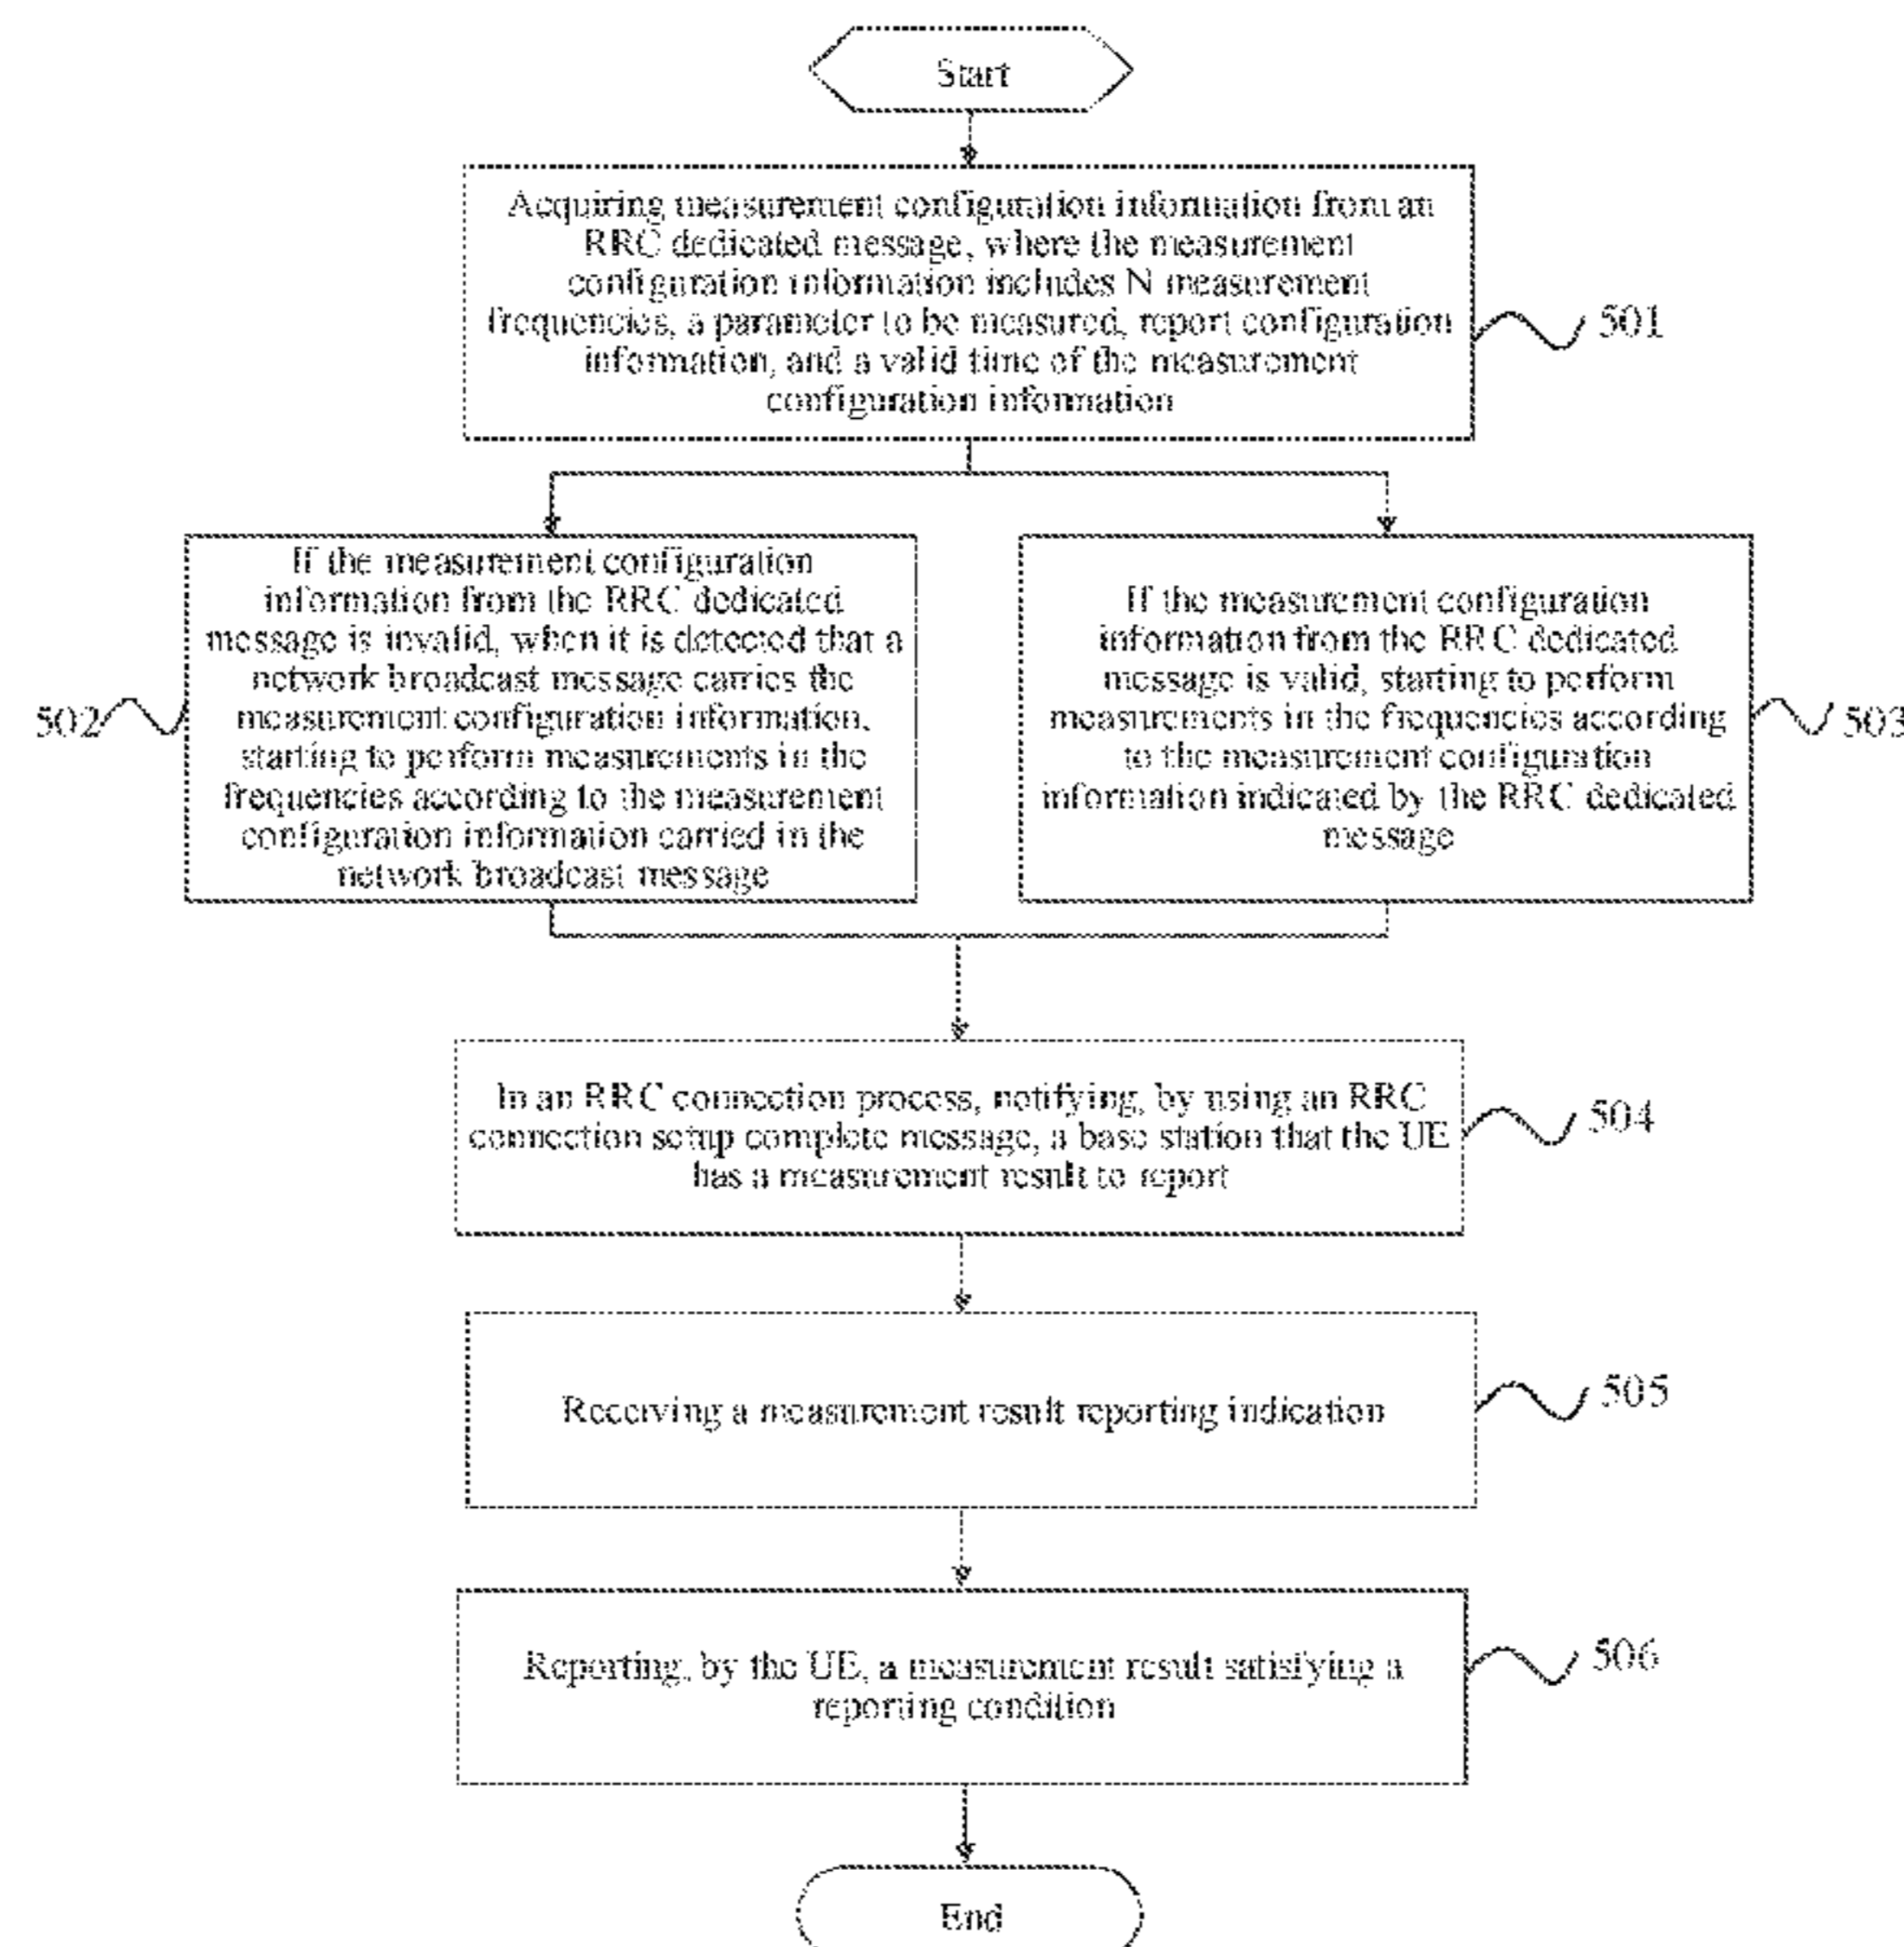 Start
Acquiring measurement configuration information from an
RRC dedicated message, where the measurement
configuration information includes N measurement
frequencies, a parameter to be measured, report configuration
information, and a valid time of the measurement
configuration information
501
If the measurement configuration
information from the RRC dedicated
message is invalid, when it is detected that a
network broadcast message carries the
measurement configuration information,
starting to perform measurements in the
frequencies according to the measurement
configuration information carried in the
network broadcast message
502
If the measurement configuration
information from the RRC dedicated
message is valid, starting to perform
measurements in the frequencies according
to the measurement configuration
information indicated by the RRC dedicated
message
503
In an RRC connection process, notifying, by using an RRC
connection setup complete message, a base station that the UE
has a measurement result to report
504
Receiving a measurement result reporting indication
505
Reporting, by the UE, a measurement result satisfying a
reporting condition
506
End